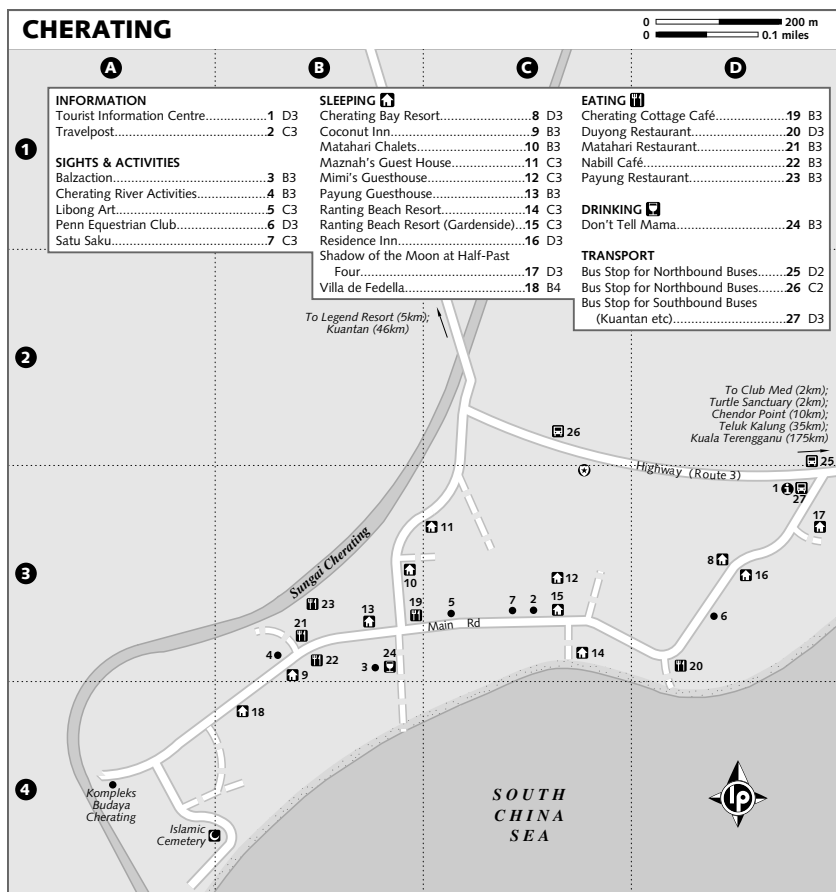 CHERATING
0 200 m
0 0.1 miles
A B C D
INFORMATION
Tourist Information Centre.................1 D3
Travelpost.................2 C3
SIGHTS & ACTIVITIES
Balzaction.................3 B3
Cherating River Activities.................4 B3
Libong Art.................5 C3
Penn Equestrian Club.................6 D3
Satu Saku.................7 C3
SLEEPING
Cherating Bay Resort.................8 D3
Coconut Inn.................9 B3
Matahari Chalets.................10 B3
Maznah's Guest House.................11 C3
Mimi's Guesthouse.................12 C3
Payung Guesthouse.................13 B3
Ranting Beach Resort.................14 C3
Ranting Beach Resort (Gardenside)...15 C3
Residence Inn.................16 D3
Shadow of the Moon at Half-Past
Four.................17 D3
Villa de Fedella.................18 B4
EATING
Cherating Cottage Café.................19 B3
Duyong Restaurant.................20 D3
Matahari Restaurant.................21 B3
Nabill Café.................22 B3
Payung Restaurant.................23 B3
DRINKING
Don't Tell Mama.................24 B3
TRANSPORT
Bus Stop for Northbound Buses.......25 D2
Bus Stop for Northbound Buses.......26 C2
Bus Stop for Southbound Buses
(Kuantan etc).................27 D3
1
To Legend Resort (5km);
Kuantan (46km)
2
To Club Med (2km);
Turtle Sanctuary (2km);
Chendor Point (10km);
Teluk Kalung (35km);
Kuala Terengganu (175km)
26
25
Highway (Route 3)
1
27
17
11
8
16
3
Sungai Cherating
10
12
23
13
19
5
7
2
15
6
21
Main Rd
4
22
24
3
14
20
9
18
4
Kompleks
Budaya
Cherating
Islamic
Cemetery
SOUTH
CHINA
SEA
lp